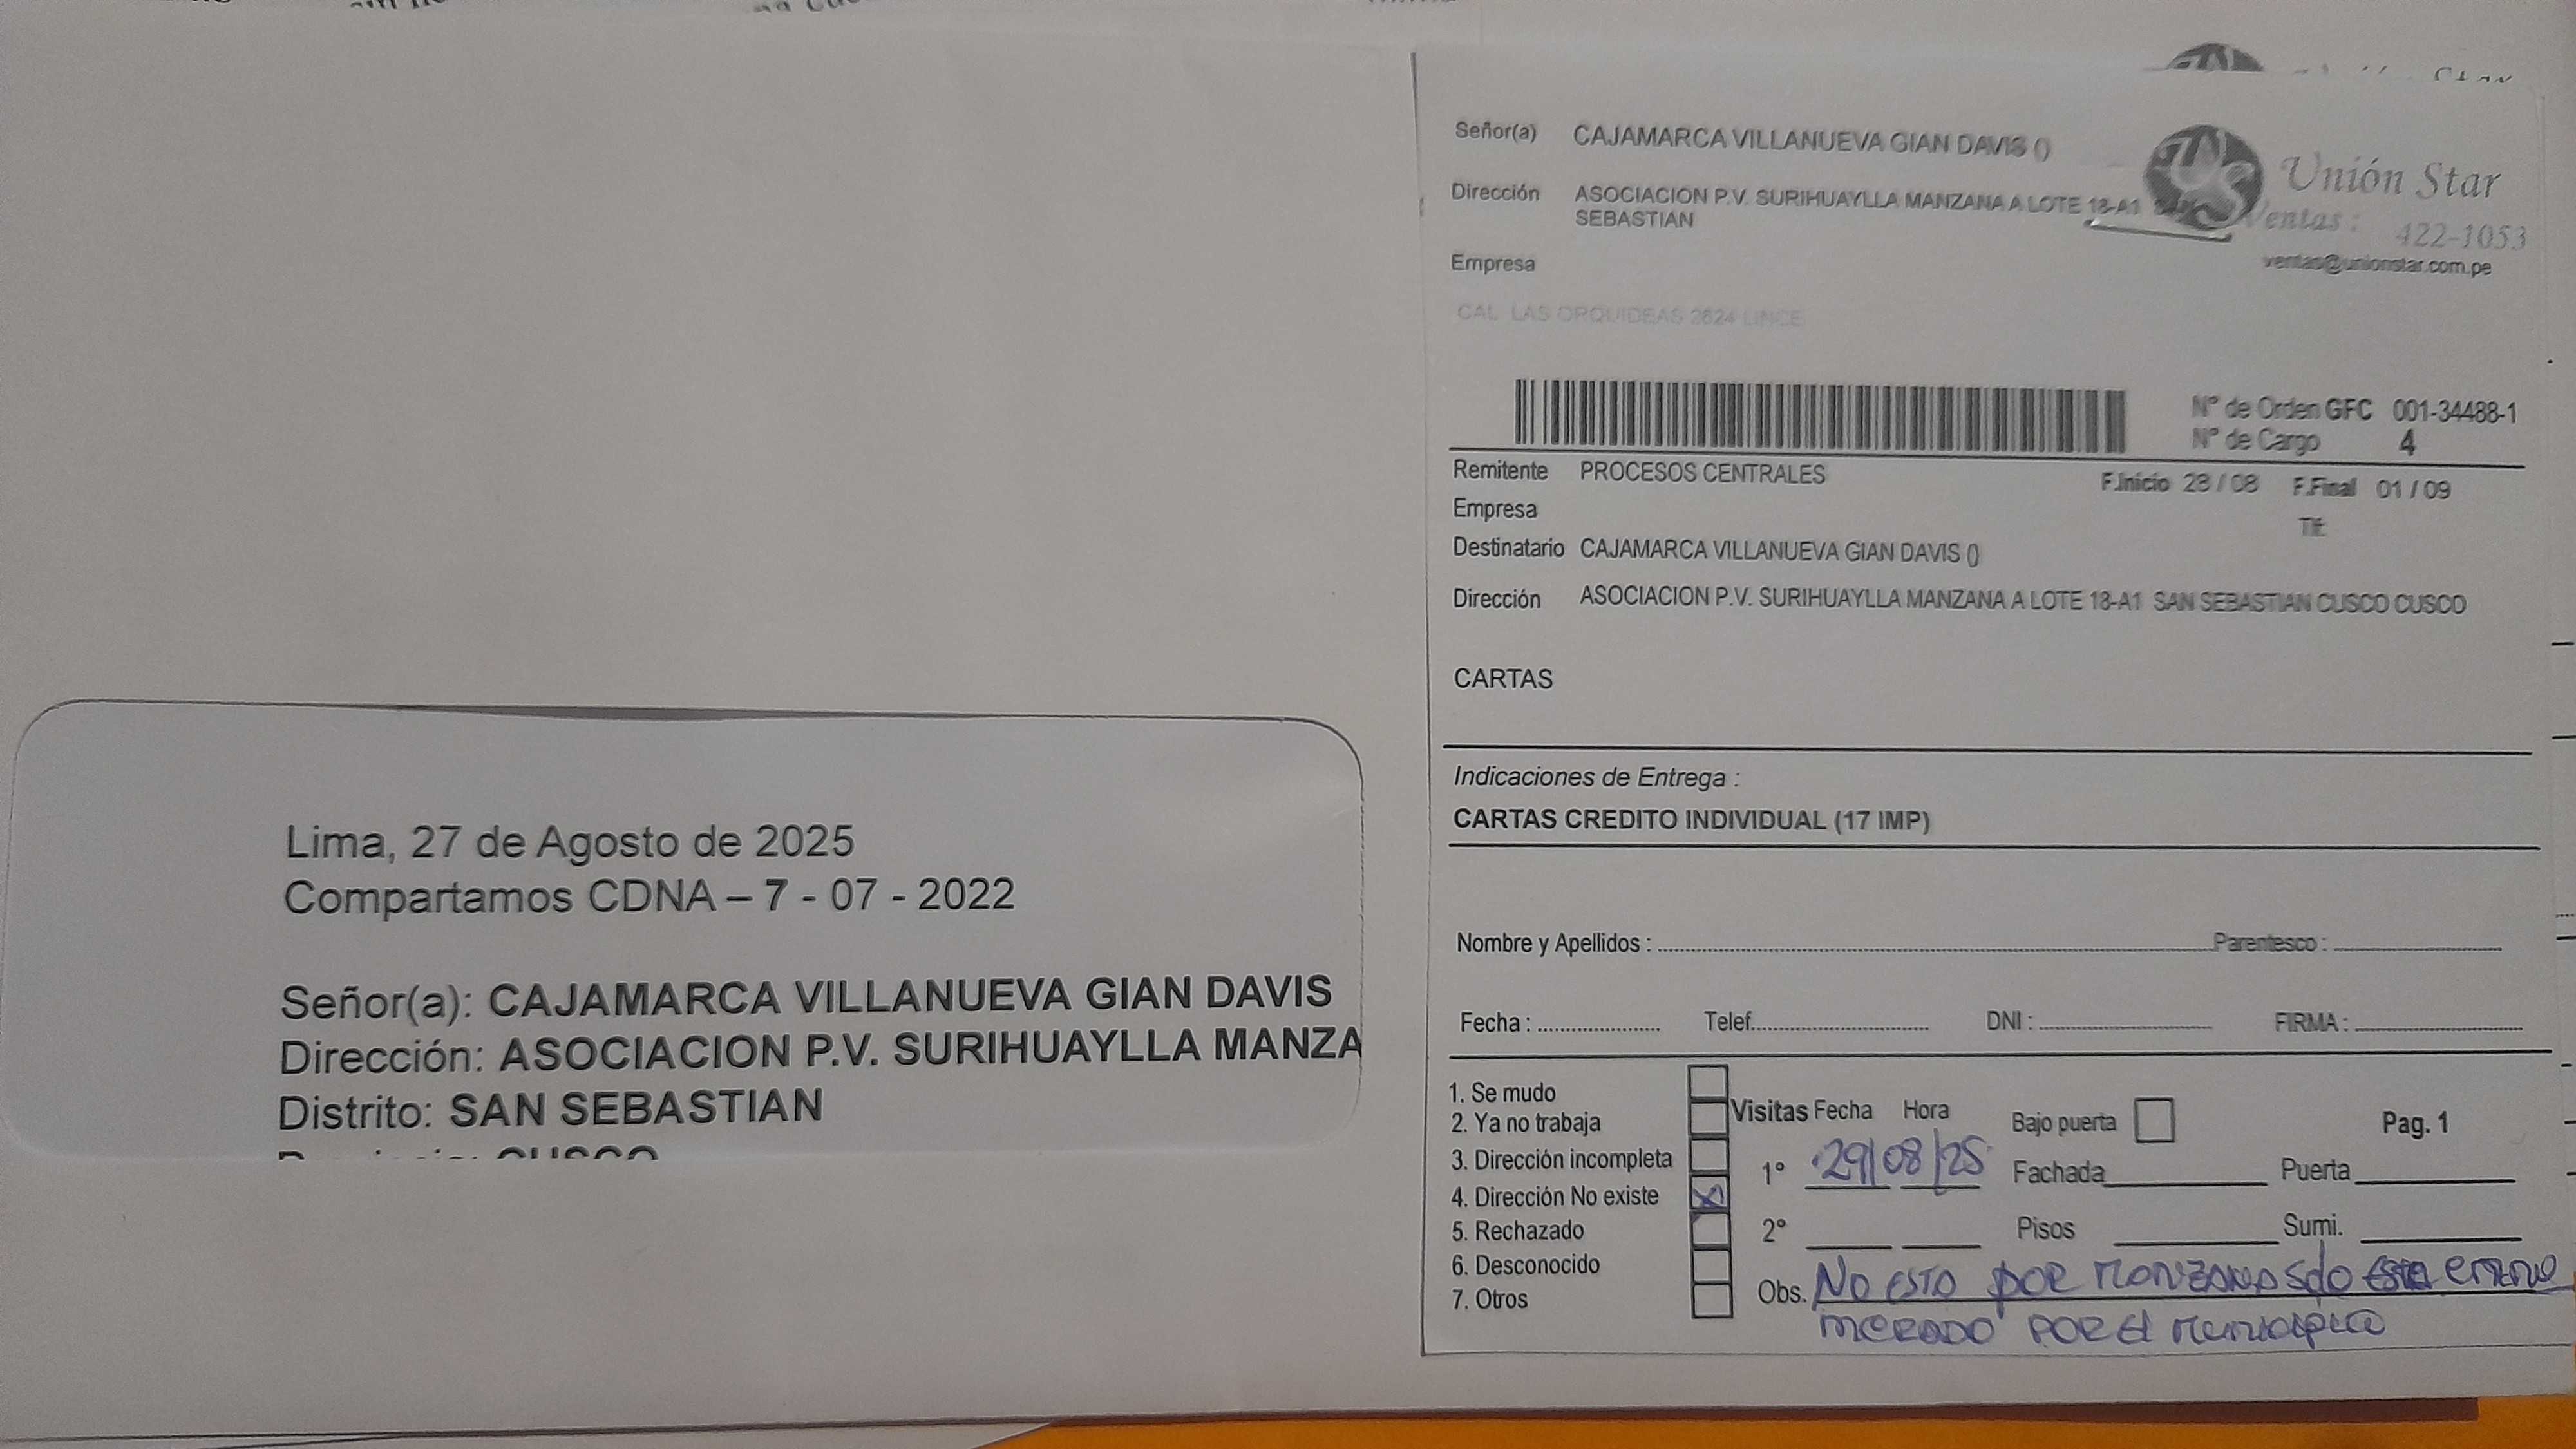 Lima, 27 de Agosto de 2025
Compartamos CDNA – 7 - 07 - 2022
Señor(a): CAJAMARCA VILLANUEVA GIAN DAVIS
Dirección: ASOCIACION P.V. SURIHUAYLLA MANZA
Distrito: SAN SEBASTIAN
Señor(a) CAJAMARCA VILLANUEVA GIAN DAVIS ()
Unión Star
Dirección ASOCIACION P.V. SURIHUAYLLA MANZANA A LOTE 18-A1
SEBASTIAN
Ventas : 422-1053
ventas@unionstar.com.pe
Empresa
CAL LAS ORQUIDEAS 2624 LINCE
N° de Orden GFC 001-34488-1
N° de Cargo 4
Remitente PROCESOS CENTRALES
F.Inicio 28 / 08 F.Final 01 / 09
Empresa
Tlf:
Destinatario CAJAMARCA VILLANUEVA GIAN DAVIS ()
Dirección ASOCIACION P.V. SURIHUAYLLA MANZANA A LOTE 18-A1 SAN SEBASTIAN CUSCO CUSCO
CARTAS
Indicaciones de Entrega :
CARTAS CREDITO INDIVIDUAL (17 IMP)
Nombre y Apellidos : Parentesco :
Fecha : Telef. DNI : FIRMA :
1. Se mudo
2. Ya no trabaja
3. Dirección incompleta
4. Dirección No existe
5. Rechazado
6. Desconocido
7. Otros
Visitas Fecha Hora Bajo puerta Pag. 1
1° 29/08/25 Fachada Puerta
2° Pisos Sumi.
Obs. No ESTA POR MANZANA Solo ESTA
MERADO POR El MUNICIPIO